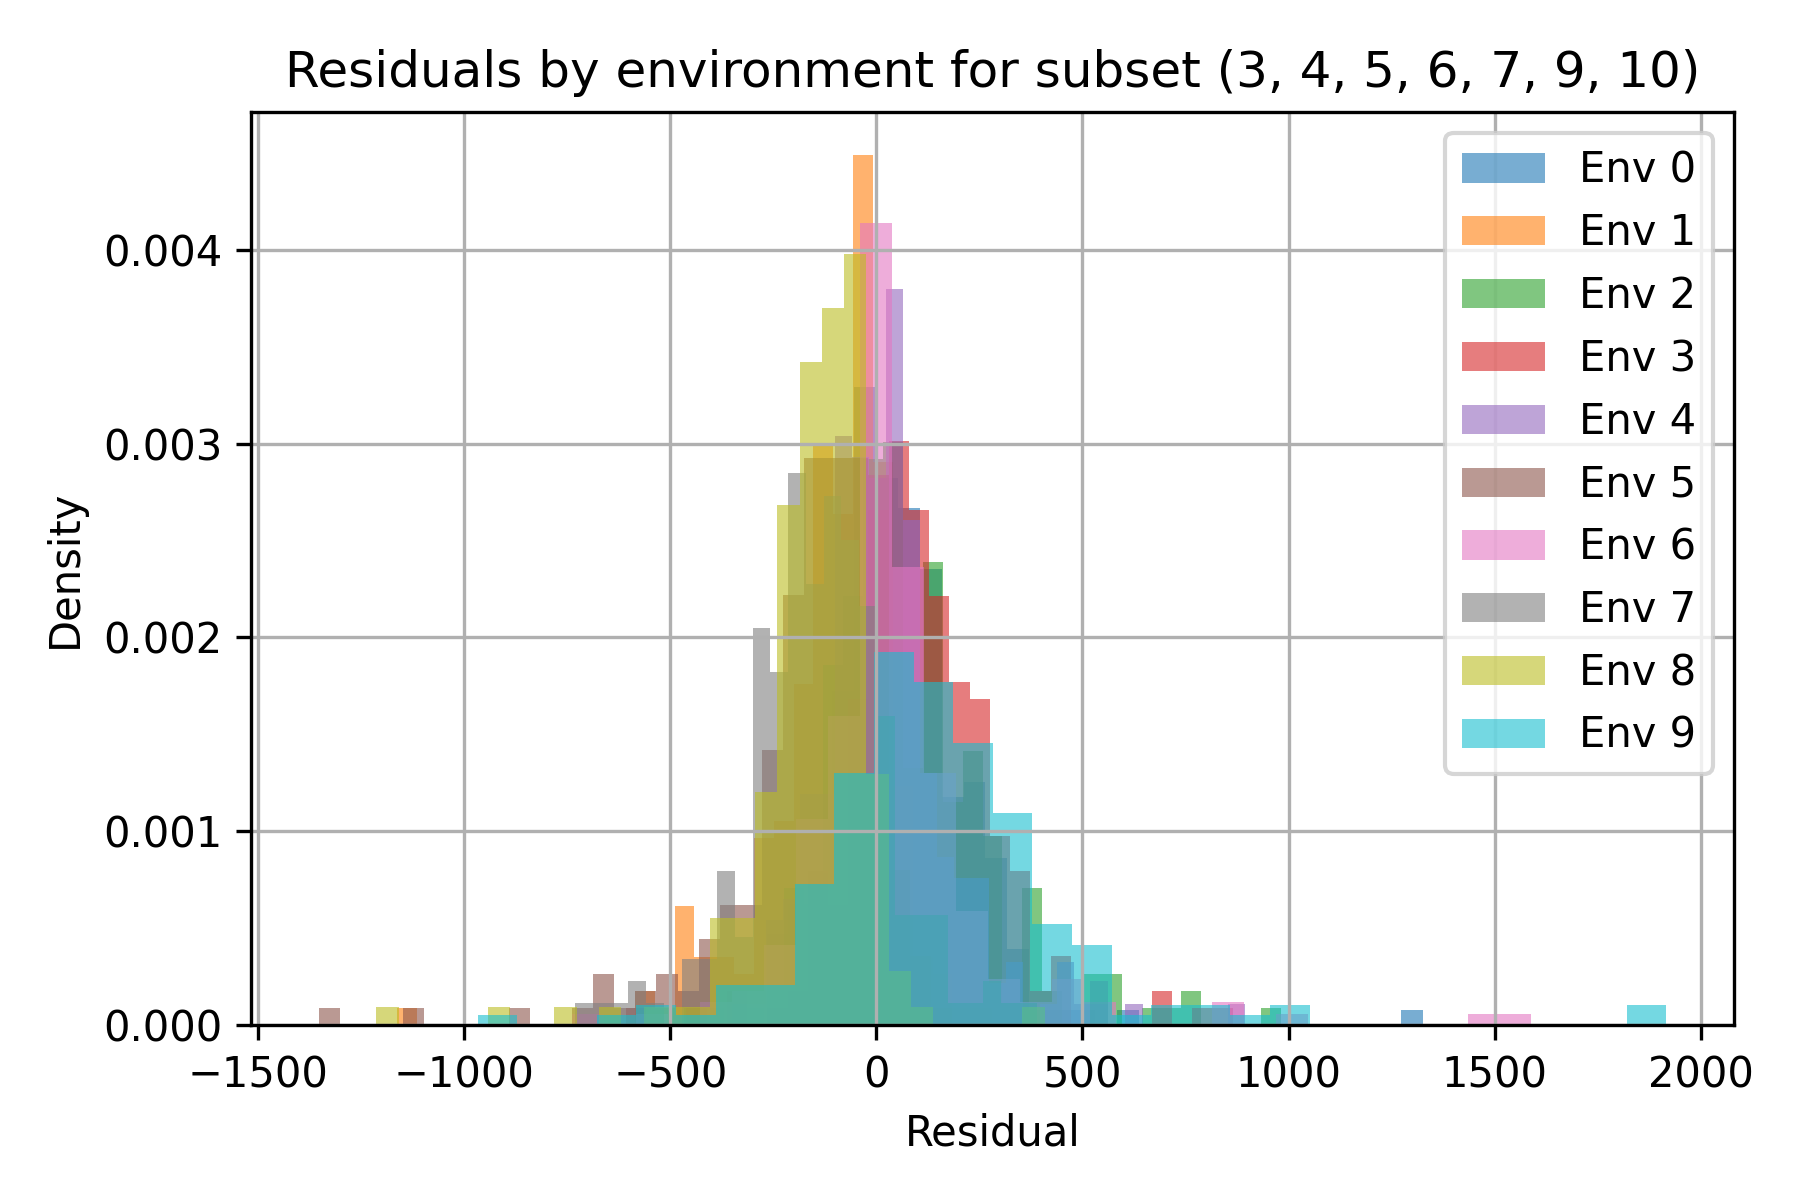 Residuals by environment for subset (3, 4, 5, 6, 7, 9, 10)
Env 0
Env 1
Env 2
Env 3
Env 4
Env 5
Env 6
Env 7
Env 8
Env 9
Density
0.004
0.003
0.002
0.001
0.000
−1500 −1000 −500 0 500 1000 1500 2000
Residual